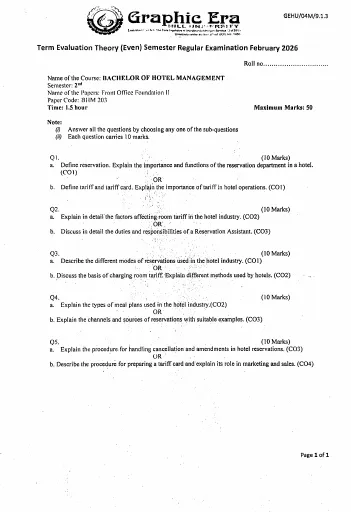 GEHU/04M/9.1.3
Graphic Era
HILL UNIVERSITY
Term Evaluation Theory (Even) Semester Regular Examination February 2026
Roll no..............................
Name of the Course: BACHELOR OF HOTEL MANAGEMENT
Semester: 2nd
Name of the Papers: Front Office Foundation II
Paper Code: BHM 203
Time: 1.5 hour Maximum Marks: 50
Note:
(i) Answer all the questions by choosing any one of the sub-questions
(ii) Each question carries 10 marks.
Q1. (10 Marks)
a. Define reservation. Explain the importance and functions of the reservation department in a hotel.
(CO1)
OR
b. Define tariff and tariff card. Explain the importance of tariff in hotel operations. (CO1)
Q2. (10 Marks)
a. Explain in detail the factors affecting room tariff in the hotel industry. (CO2)
OR
b. Discuss in detail the duties and responsibilities of a Reservation Assistant. (CO3)
Q3. (10 Marks)
a. Describe the different modes of reservations used in the hotel industry. (CO1)
OR
b. Discuss the basis of charging room tariff. Explain different methods used by hotels. (CO2)
Q4. (10 Marks)
a. Explain the types of meal plans used in the hotel industry.(CO2)
OR
b. Explain the channels and sources of reservations with suitable examples. (CO3)
Q5. (10 Marks)
a. Explain the procedure for handling cancellation and amendments in hotel reservations. (CO3)
OR
b. Describe the procedure for preparing a tariff card and explain its role in marketing and sales. (CO4)
Page 1 of 1